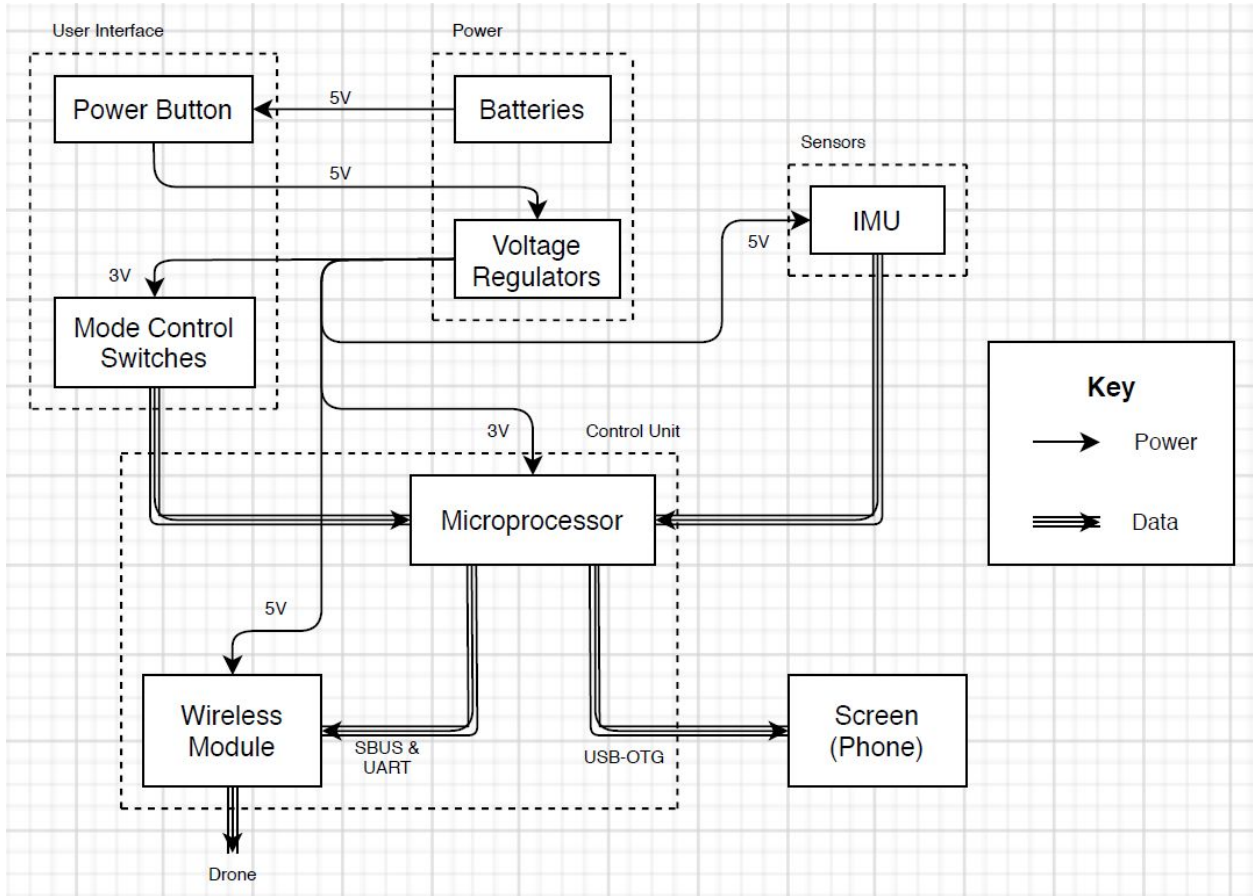 User Interface
Power
Power Button
5V
Batteries
Sensors
5V
IMU
Voltage
Regulators
5V
3V
Mode Control
Switches
Key
Power
Data
3V
Control Unit
Microprocessor
5V
Wireless
Module
SBUS &
UART
USB-OTG
Screen
(Phone)
Drone